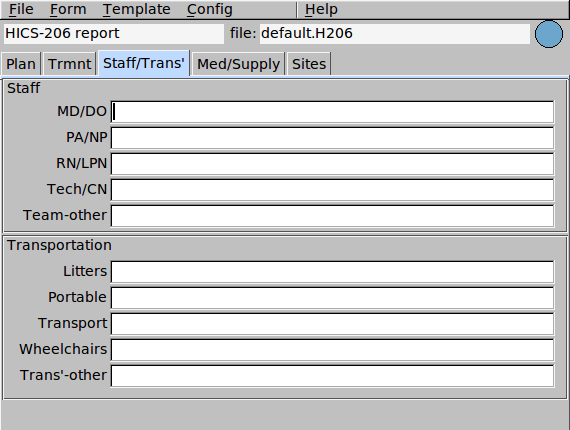 File Form Template Config Help
HICS-206 report file: default.H206
Plan Trmnt Staff/Trans' Med/Supply Sites
Staff
MD/DO
PA/NP
RN/LPN
Tech/CN
Team-other
Transportation
Litters
Portable
Transport
Wheelchairs
Trans'-other